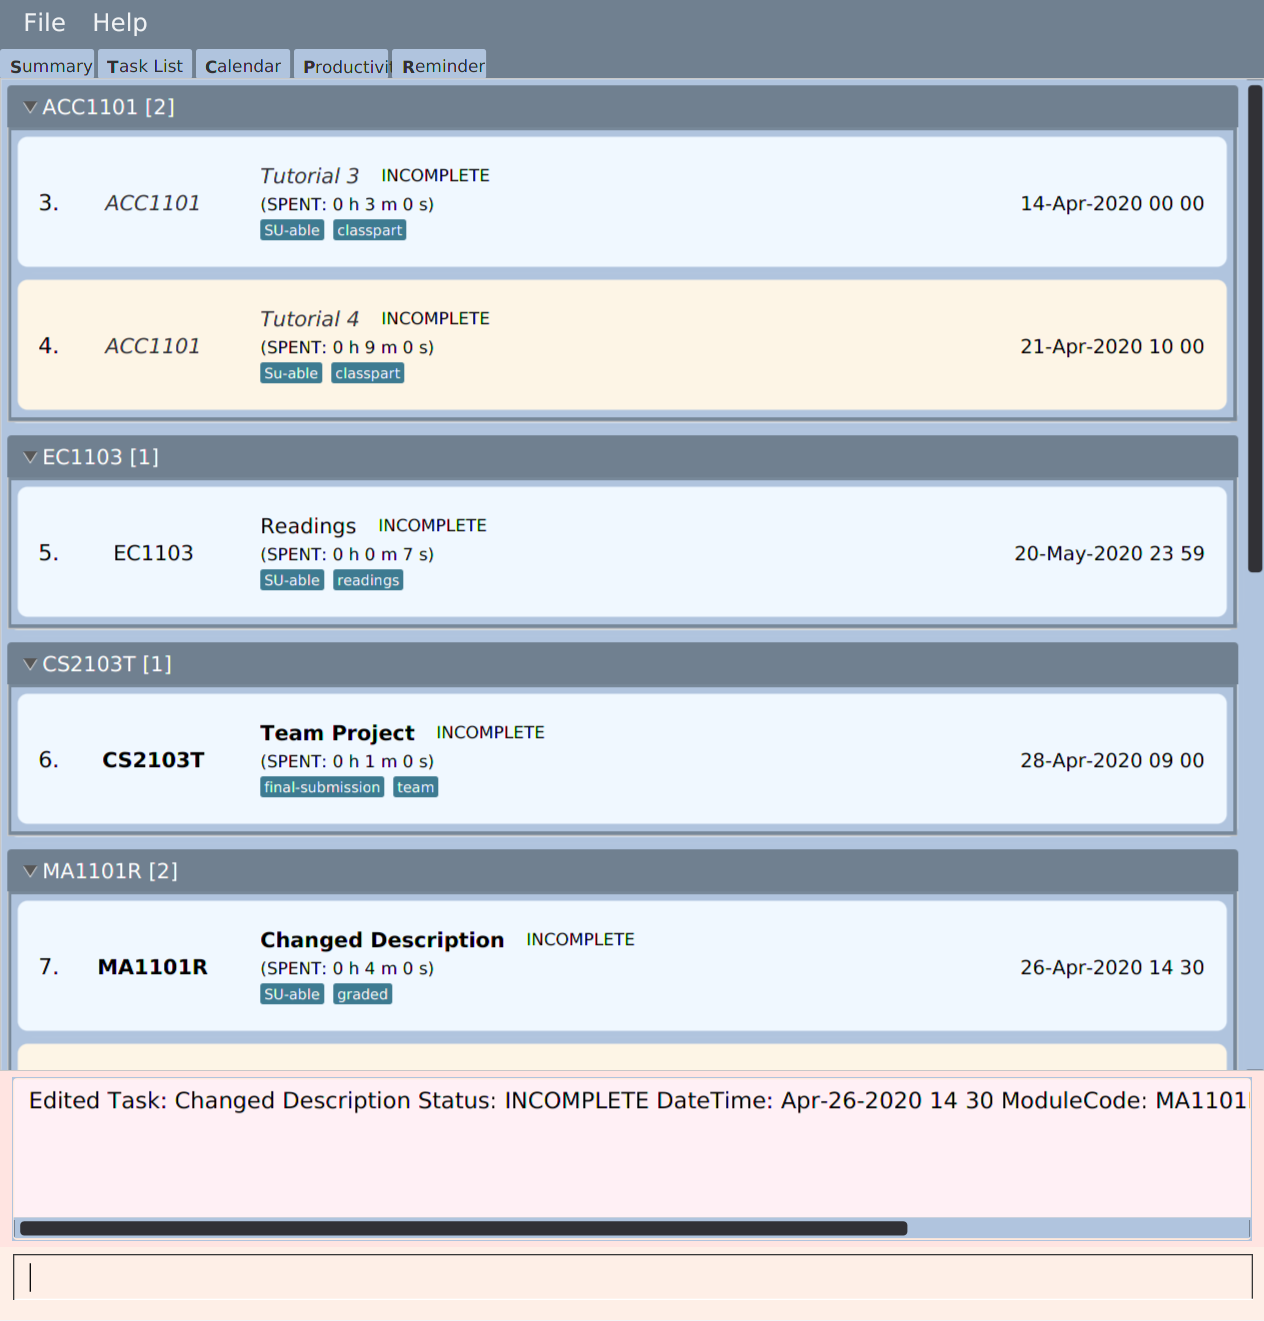 File Help
Summary Task List Calendar Productivit Reminder
ACC1101 [2]
3. ACC1101 Tutorial 3 INCOMPLETE
(SPENT: 0 h 3 m 0 s)
SU-able classpart
14-Apr-2020 00 00
4. ACC1101 Tutorial 4 INCOMPLETE
(SPENT: 0 h 9 m 0 s)
Su-able classpart
21-Apr-2020 10 00
EC1103 [1]
5. EC1103 Readings INCOMPLETE
(SPENT: 0 h 0 m 7 s)
SU-able readings
20-May-2020 23 59
CS2103T [1]
6. CS2103T Team Project INCOMPLETE
(SPENT: 0 h 1 m 0 s)
final-submission team
28-Apr-2020 09 00
MA1101R [2]
7. MA1101R Changed Description INCOMPLETE
(SPENT: 0 h 4 m 0 s)
SU-able graded
26-Apr-2020 14 30
Edited Task: Changed Description Status: INCOMPLETE DateTime: Apr-26-2020 14 30 ModuleCode: MA1101